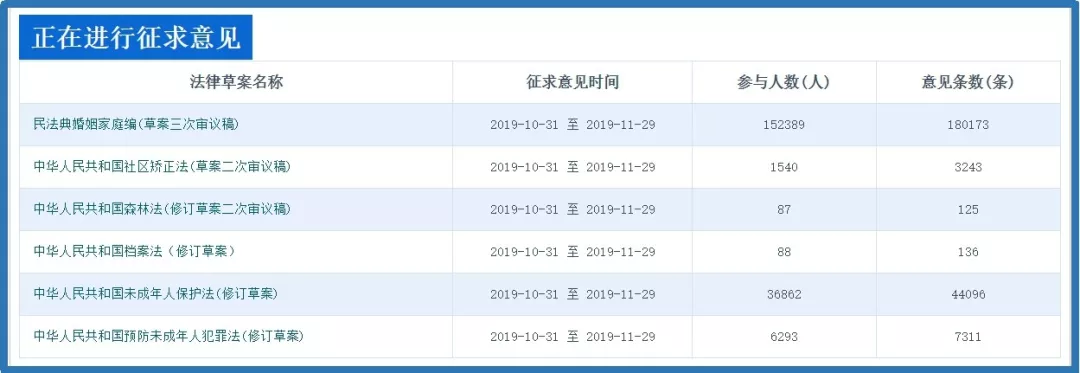 正在进行征求意见
法律草案名称 征求意见时间 参与人数(人) 意见条数(条)
民法典婚姻家庭编(草案三次审议稿) 2019-10-31 至 2019-11-29 152389 180173
中华人民共和国社区矫正法(草案二次审议稿) 2019-10-31 至 2019-11-29 1540 3243
中华人民共和国森林法(修订草案二次审议稿) 2019-10-31 至 2019-11-29 87 125
中华人民共和国档案法（修订草案） 2019-10-31 至 2019-11-29 88 136
中华人民共和国未成年人保护法(修订草案) 2019-10-31 至 2019-11-29 36862 44096
中华人民共和国预防未成年人犯罪法(修订草案) 2019-10-31 至 2019-11-29 6293 7311